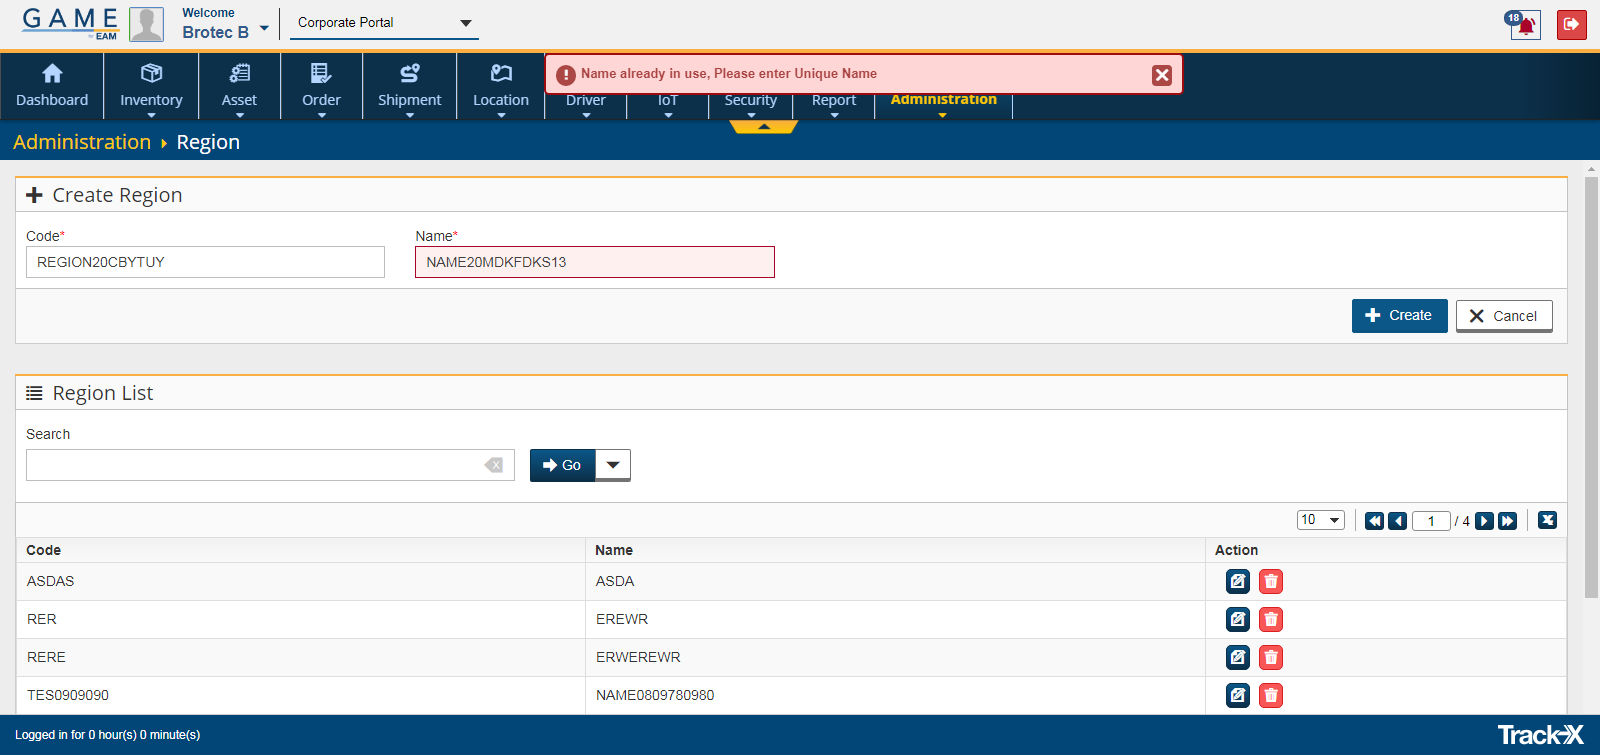 GAME
by EAM
Welcome
Brotec B
Corporate Portal
18
Name already in use, Please enter Unique Name
Dashboard
Inventory
Asset
Order
Shipment
Location
Driver
IoT
Security
Report
Administration
Administration Region
Create Region
Code*
Name*
REGION20CBYTUY
NAME20MDKFDKS13
Create
Cancel
Region List
Search
Go
10
1 / 4
Code Name Action
ASDAS ASDA
RER EREWR
RERE ERWEREWR
TES0909090 NAME0809780980
Logged in for 0 hour(s) 0 minute(s)
Track-X